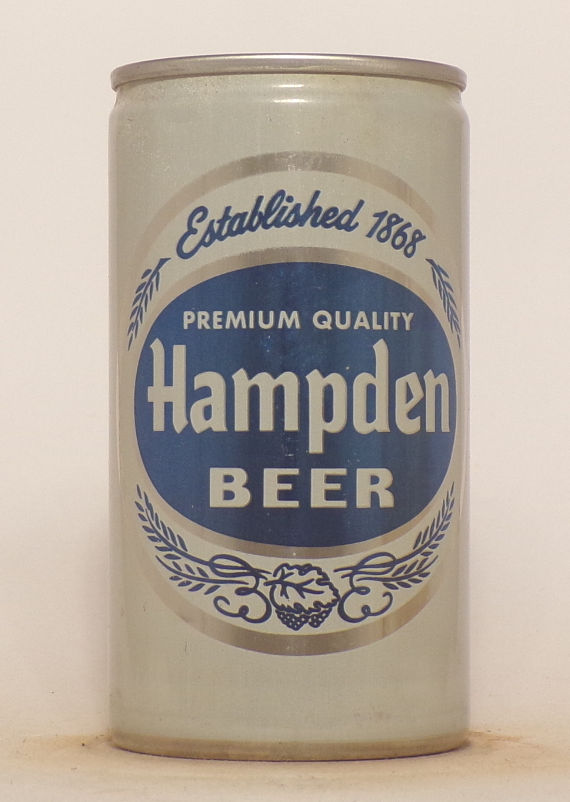 Established 1868
PREMIUM QUALITY
Hampden
BEER